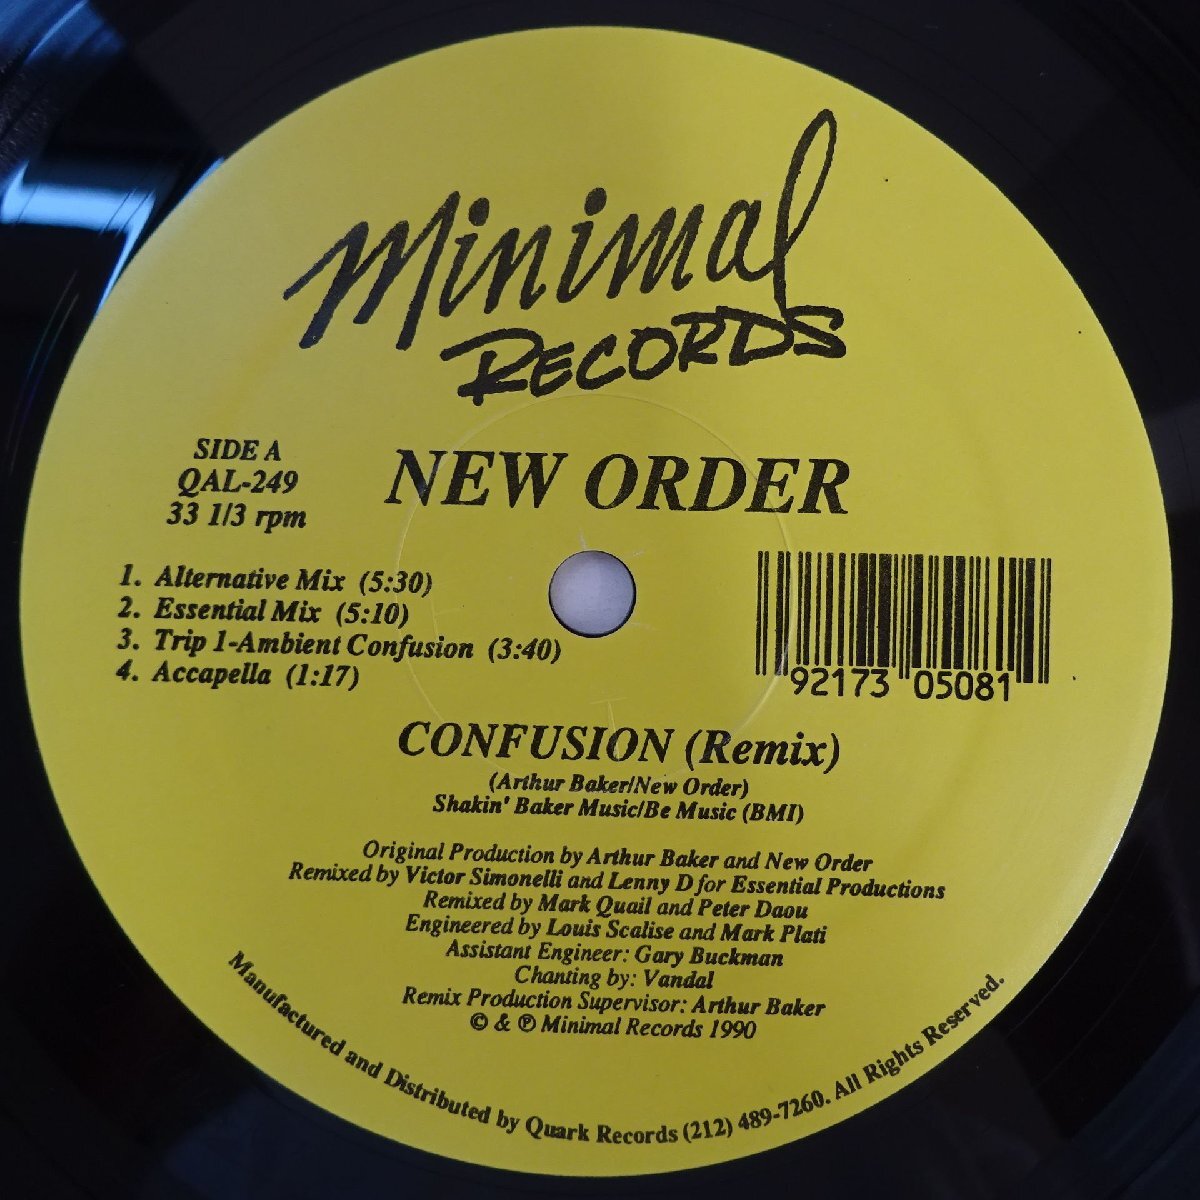 Minimal
RECORDS
NEW ORDER
SIDE A
QAL-249
33 1/3 rpm
1. Alternative Mix (5:30)
2. Essential Mix (5:10)
3. Trip 1-Ambient Confusion (3:40)
4. Accapella (1:17)
92173 05081
CONFUSION (Remix)
(Arthur Baker/New Order)
Shakin' Baker Music/Be Music (BMI)
Original Production by Arthur Baker and New Order
Remixed by Victor Simonelli and Lenny D for Essential Productions
Remixed by Mark Quail and Peter Daou
Engineered by Louis Scalise and Mark Plati
Assistant Engineer: Gary Buckman
Chanting by: Vandal
Remix Production Supervisor: Arthur Baker
© & ℗ Minimal Records 1990
Manufactured and Distributed by Quark Records (212) 489-7260. All Rights Reserved.